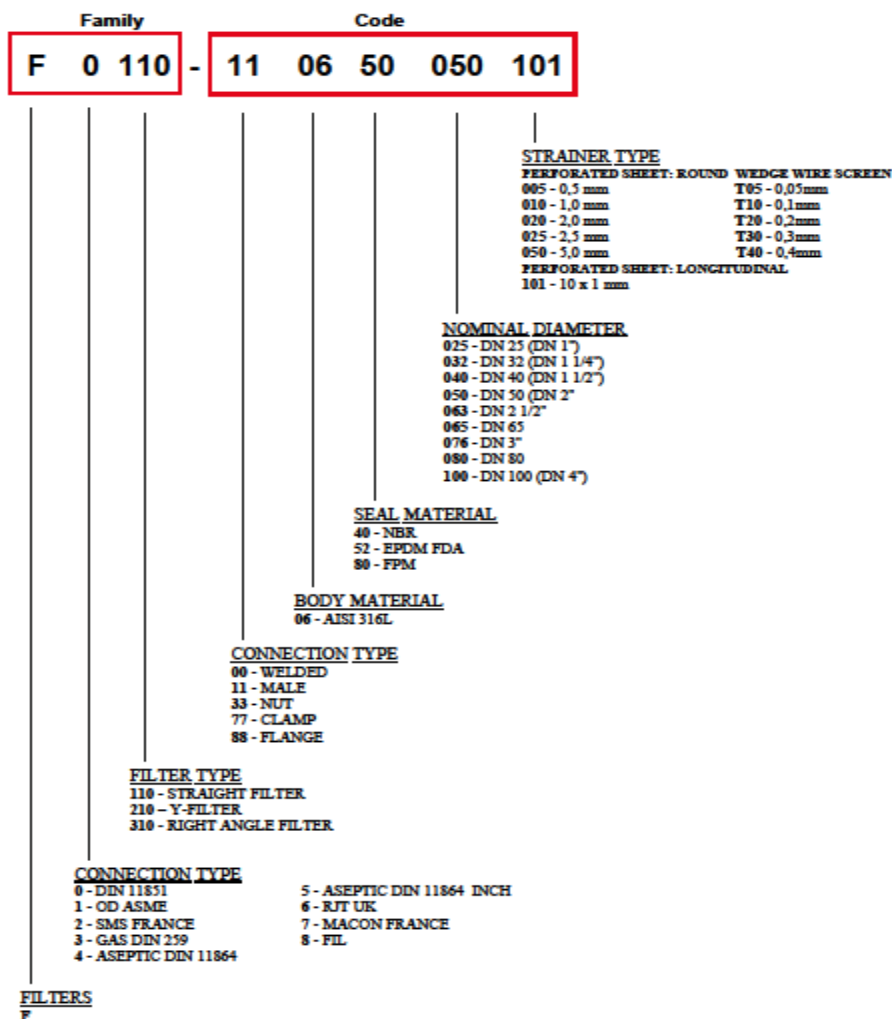 Family Code
F 0 110 - 11 06 50 050 101
STRAINER TYPE
PERFORATED SHEET: ROUND WEDGE WIRE SCREEN
005 - 0,5 mm T05 - 0,05mm
010 - 1,0 mm T10 - 0,1mm
020 - 2,0 mm T20 - 0,2mm
025 - 2,5 mm T30 - 0,3mm
050 - 5,0 mm T40 - 0,4mm
PERFORATED SHEET: LONGITUDINAL
101 - 10 x 1 mm
NOMINAL DIAMETER
025 - DN 25 (DN 1")
032 - DN 32 (DN 1 1/4")
040 - DN 40 (DN 1 1/2")
050 - DN 50 (DN 2"
063 - DN 2 1/2"
065 - DN 65
076 - DN 3"
080 - DN 80
100 - DN 100 (DN 4")
SEAL MATERIAL
40 - NBR
52 - EPDM FDA
80 - FPM
BODY MATERIAL
06 - AISI 316L
CONNECTION TYPE
00 - WELDED
11 - MALE
33 - NUT
77 - CLAMP
88 - FLANGE
FILTER TYPE
110 - STRAIGHT FILTER
210 – Y-FILTER
310 - RIGHT ANGLE FILTER
CONNECTION TYPE
0 - DIN 11851 5 - ASEPTIC DIN 11864 INCH
1 - OD ASME 6 - RJT UK
2 - SMS FRANCE 7 - MACON FRANCE
3 - GAS DIN 259 8 - FIL
4 - ASEPTIC DIN 11864
FILTERS
F